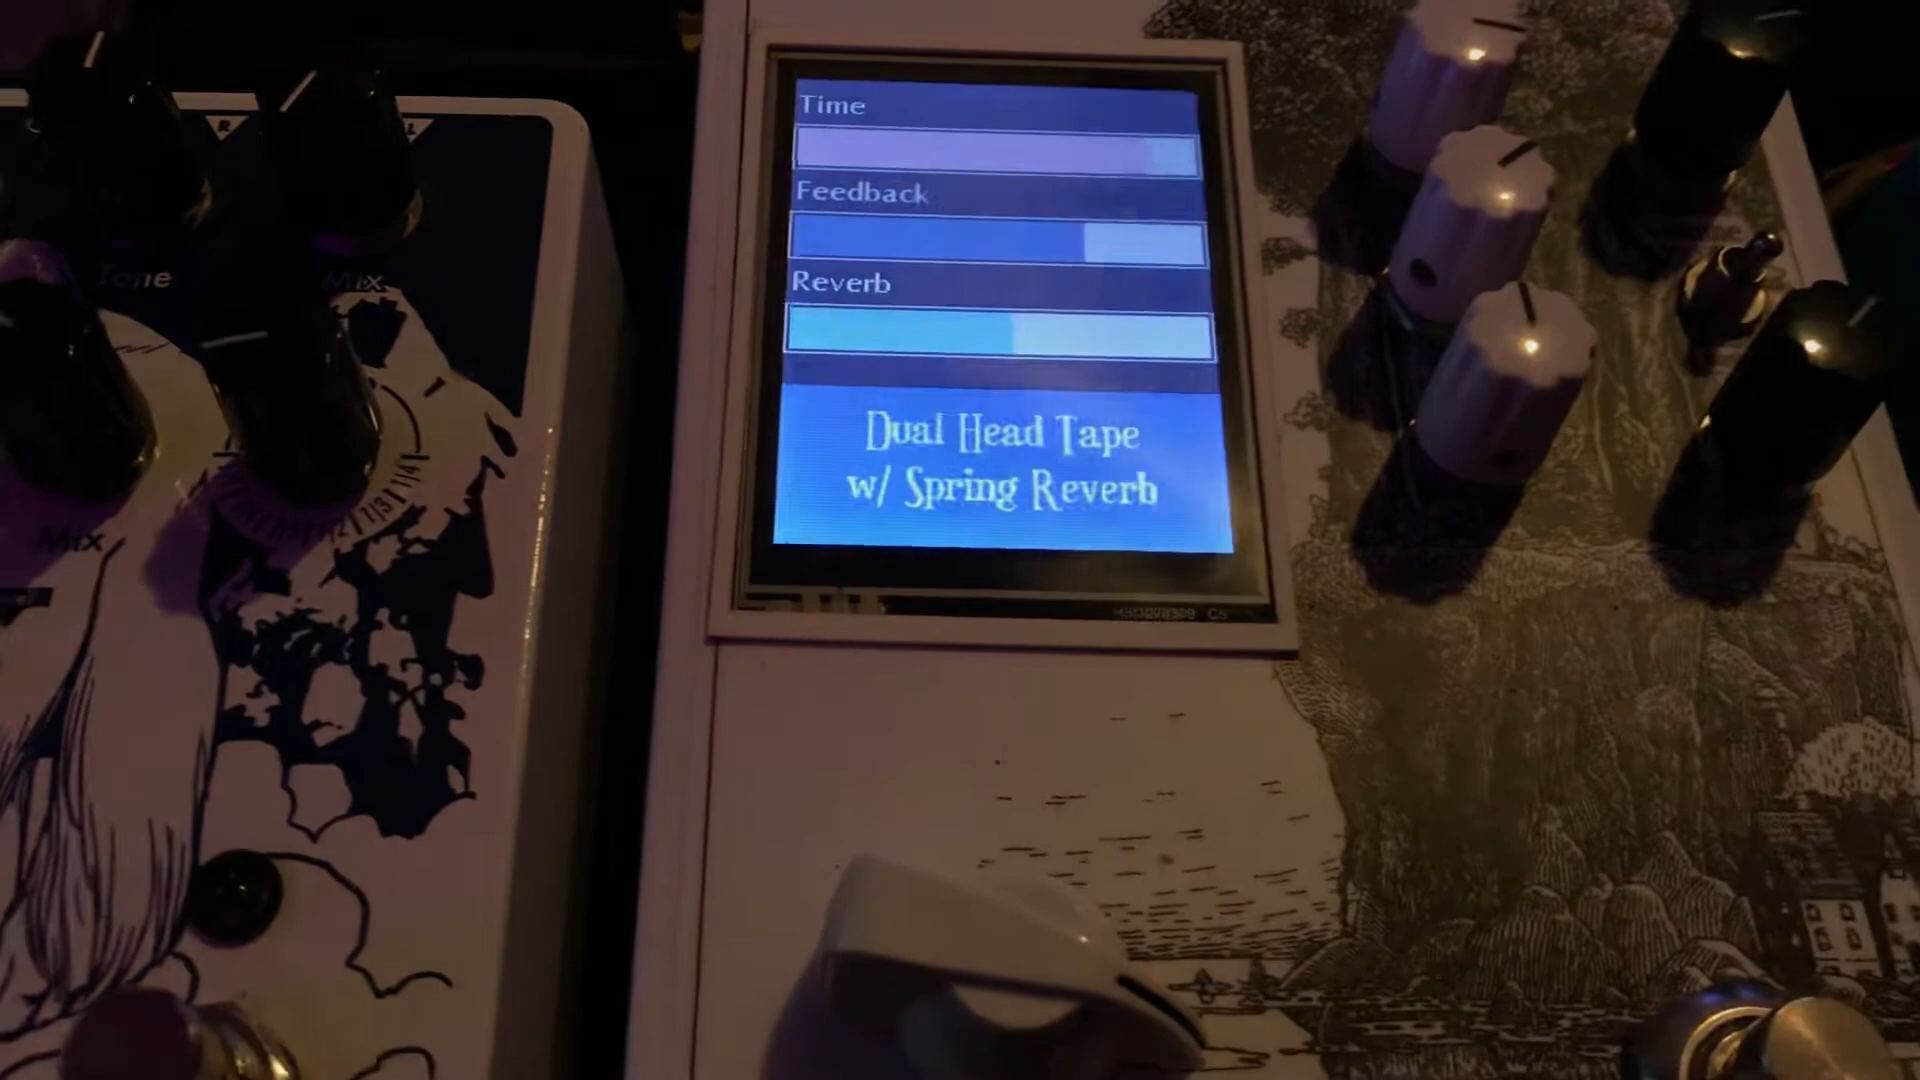 R
L
Tone
Mix
Mix
Time
Feedback
Reverb
Dual Head Tape
w/ Spring Reverb